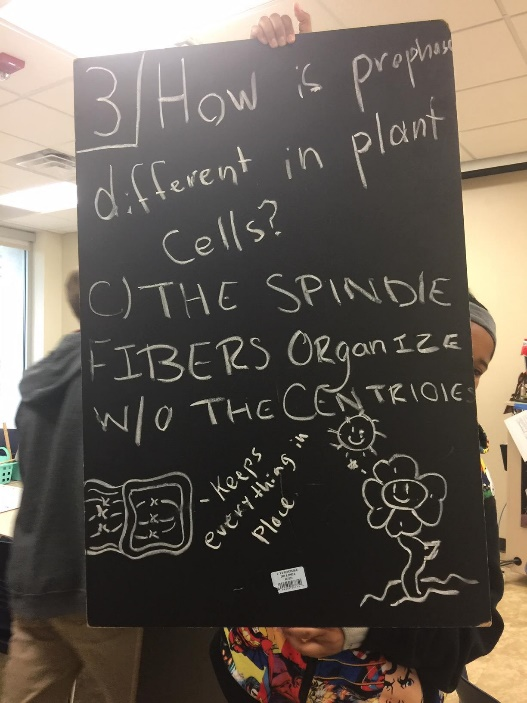 3) How is prophase
different in plant
cells?
C) THE SPINDlE
FIBERS ORganIZE
W/O THE CENTRIOlES
- Keeps
everything in
Place